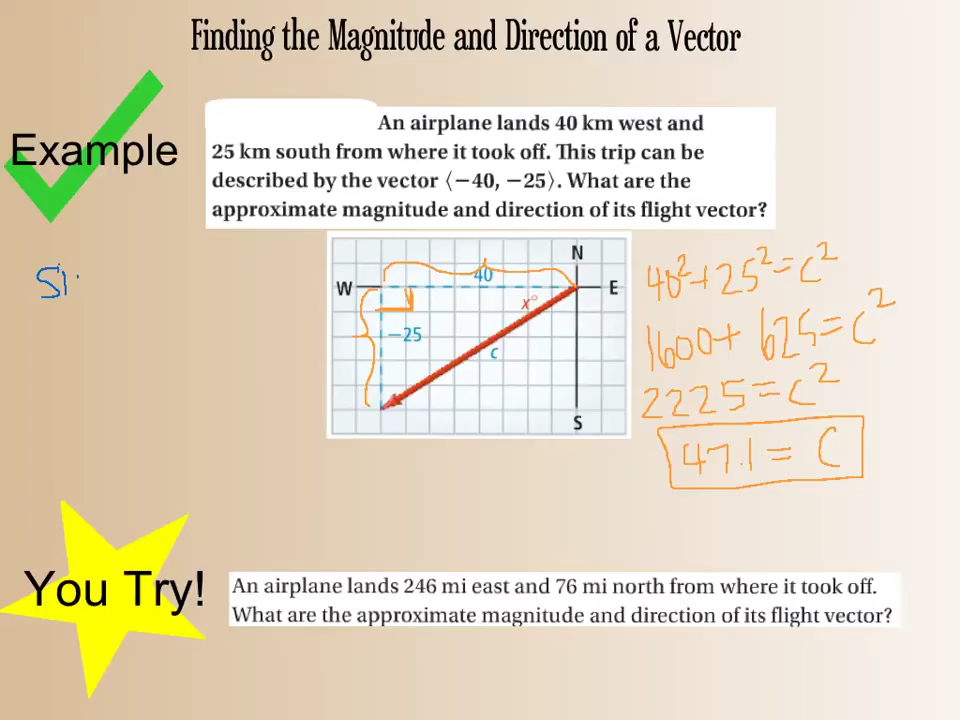 Finding the Magnitude and Direction of a Vector
Example
An airplane lands 40 km west and
25 km south from where it took off. This trip can be
described by the vector ⟨−40, −25⟩. What are the
approximate magnitude and direction of its flight vector?
SI
N
W
40
E
x°
−25
c
S
40²+25²=c²
1600+625=c²
2225=c²
47.1=C
You Try!
An airplane lands 246 mi east and 76 mi north from where it took off.
What are the approximate magnitude and direction of its flight vector?